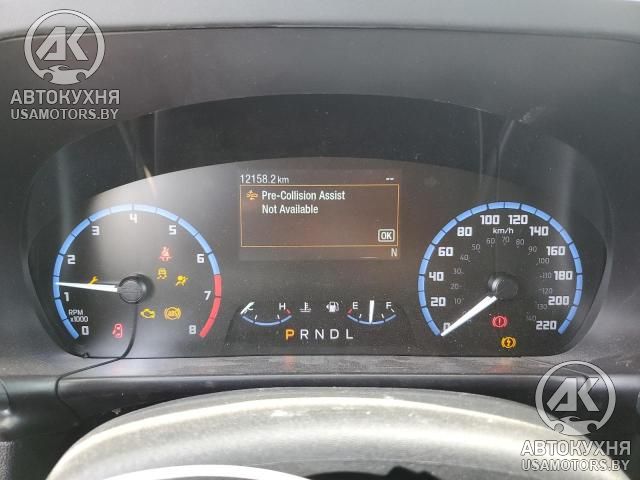 АВТОКУХНЯ
USAMOTORS.BY
12158.2 km --
Pre-Collision Assist
Not Available
OK
N
0 1 2 3 4 5 6 7 8
RPM
x1000
ABS
H
E F
PRNDL
0 20 40 60 80 100 120 140 160 180 200 220
km/h
АВТОКУХНЯ
USAMOTORS.BY